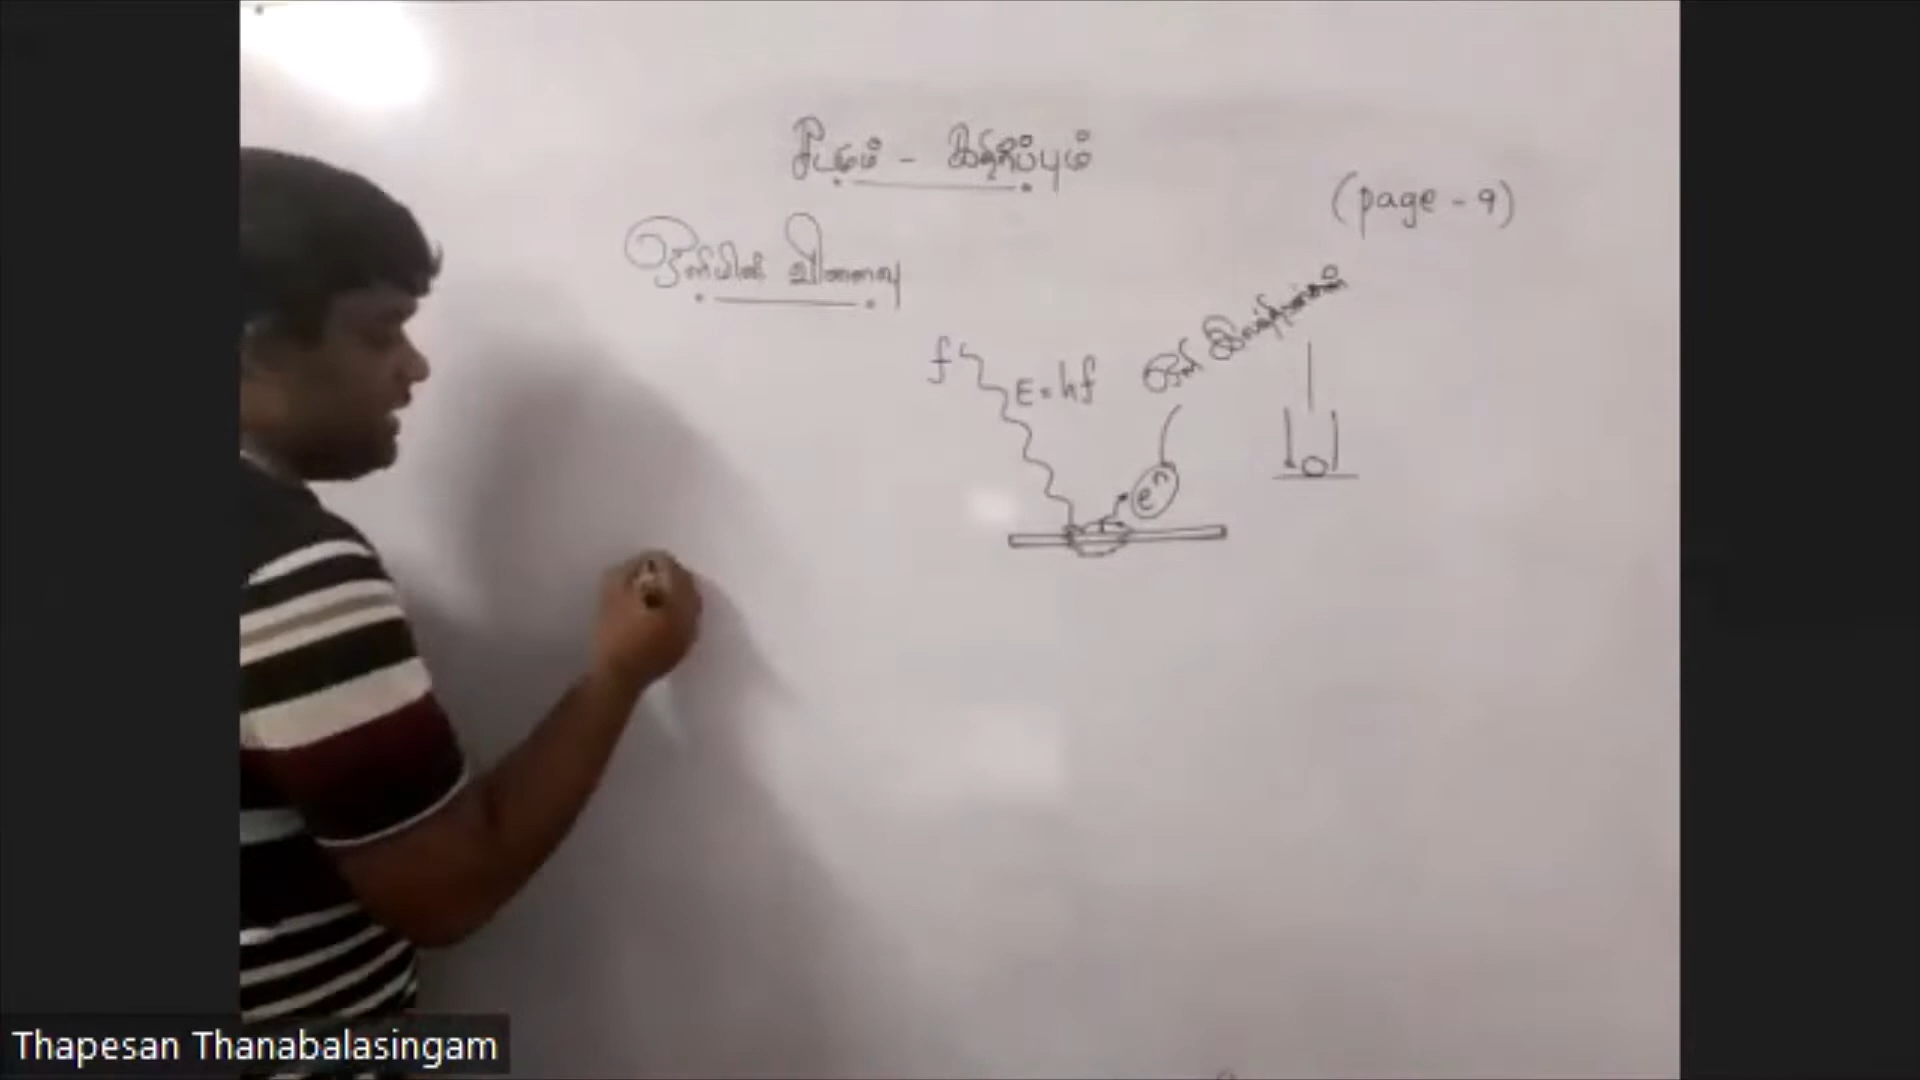 சடமும் - கதிர்ப்பும்
(page - 9)
ஒளியின் விளைவு
ஒளி இலத்திரன்கள்
f
E = hf
e^n
Thapesan Thanabalasingam